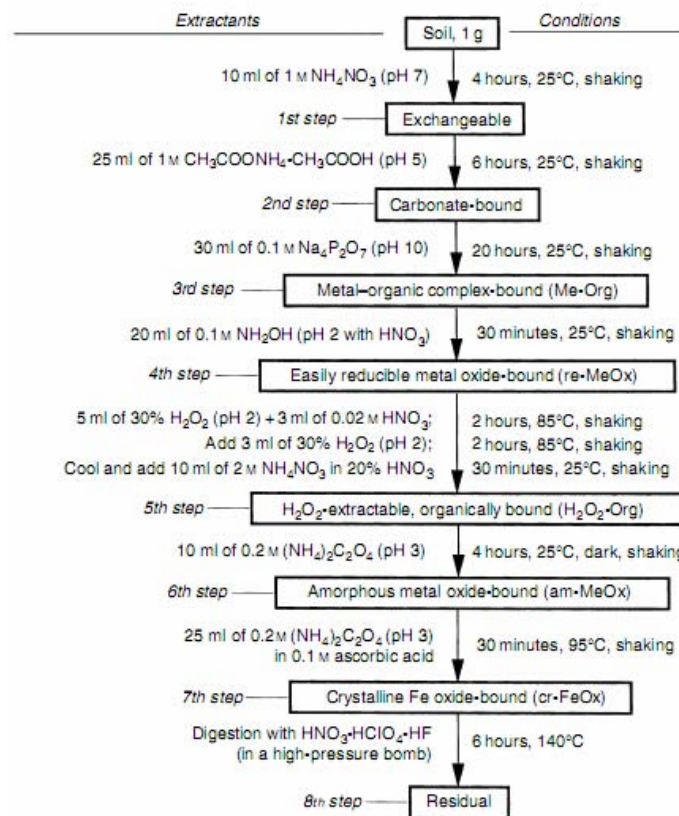 Extractants Soil, 1 g Conditions
10 ml of 1 M NH₄NO₃ (pH 7) 4 hours, 25°C, shaking
1st step Exchangeable
25 ml of 1 M CH₃COONH₄-CH₃COOH (pH 5) 6 hours, 25°C, shaking
2nd step Carbonate-bound
30 ml of 0.1 M Na₄P₂O₇ (pH 10) 20 hours, 25°C, shaking
3rd step Metal–organic complex-bound (Me-Org)
20 ml of 0.1 M NH₂OH (pH 2 with HNO₃) 30 minutes, 25°C, shaking
4th step Easily reducible metal oxide-bound (re-MeOx)
5 ml of 30% H₂O₂ (pH 2) + 3 ml of 0.02 M HNO₃; 2 hours, 85°C, shaking
Add 3 ml of 30% H₂O₂ (pH 2); 2 hours, 85°C, shaking
Cool and add 10 ml of 2 M NH₄NO₃ in 20% HNO₃ 30 minutes, 25°C, shaking
5th step H₂O₂-extractable, organically bound (H₂O₂-Org)
10 ml of 0.2 M (NH₄)₂C₂O₄ (pH 3) 4 hours, 25°C, dark, shaking
6th step Amorphous metal oxide-bound (am-MeOx)
25 ml of 0.2 M (NH₄)₂C₂O₄ (pH 3) 30 minutes, 95°C, shaking
in 0.1 M ascorbic acid
7th step Crystalline Fe oxide-bound (cr-FeOx)
Digestion with HNO₃-HClO₄-HF 6 hours, 140°C
(in a high-pressure bomb)
8th step Residual